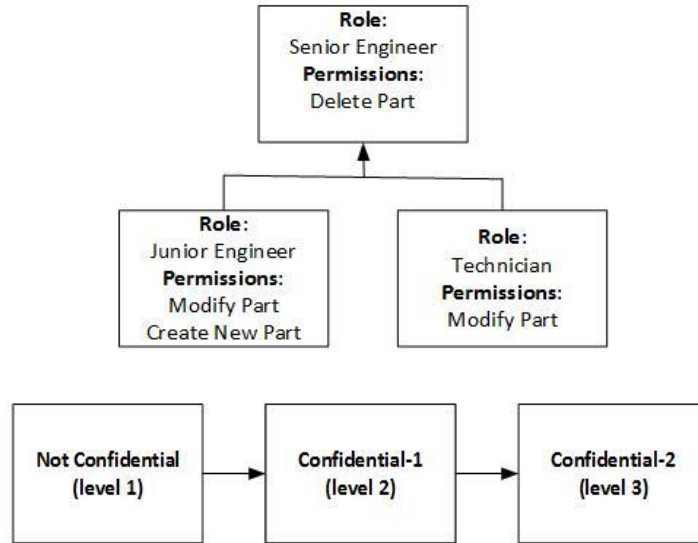 Role:
Senior Engineer
Permissions:
Delete Part
Role:
Junior Engineer
Permissions:
Modify Part
Create New Part
Role:
Technician
Permissions:
Modify Part
Not Confidential
(level 1)
Confidential-1
(level 2)
Confidential-2
(level 3)